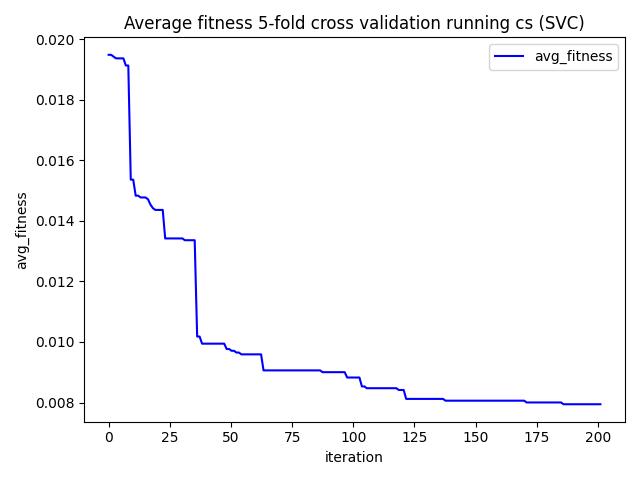 Average fitness 5-fold cross validation running cs (SVC)
avg_fitness
0.020
0.018
0.016
0.014
0.012
0.010
0.008
avg_fitness
0 25 50 75 100 125 150 175 200
iteration